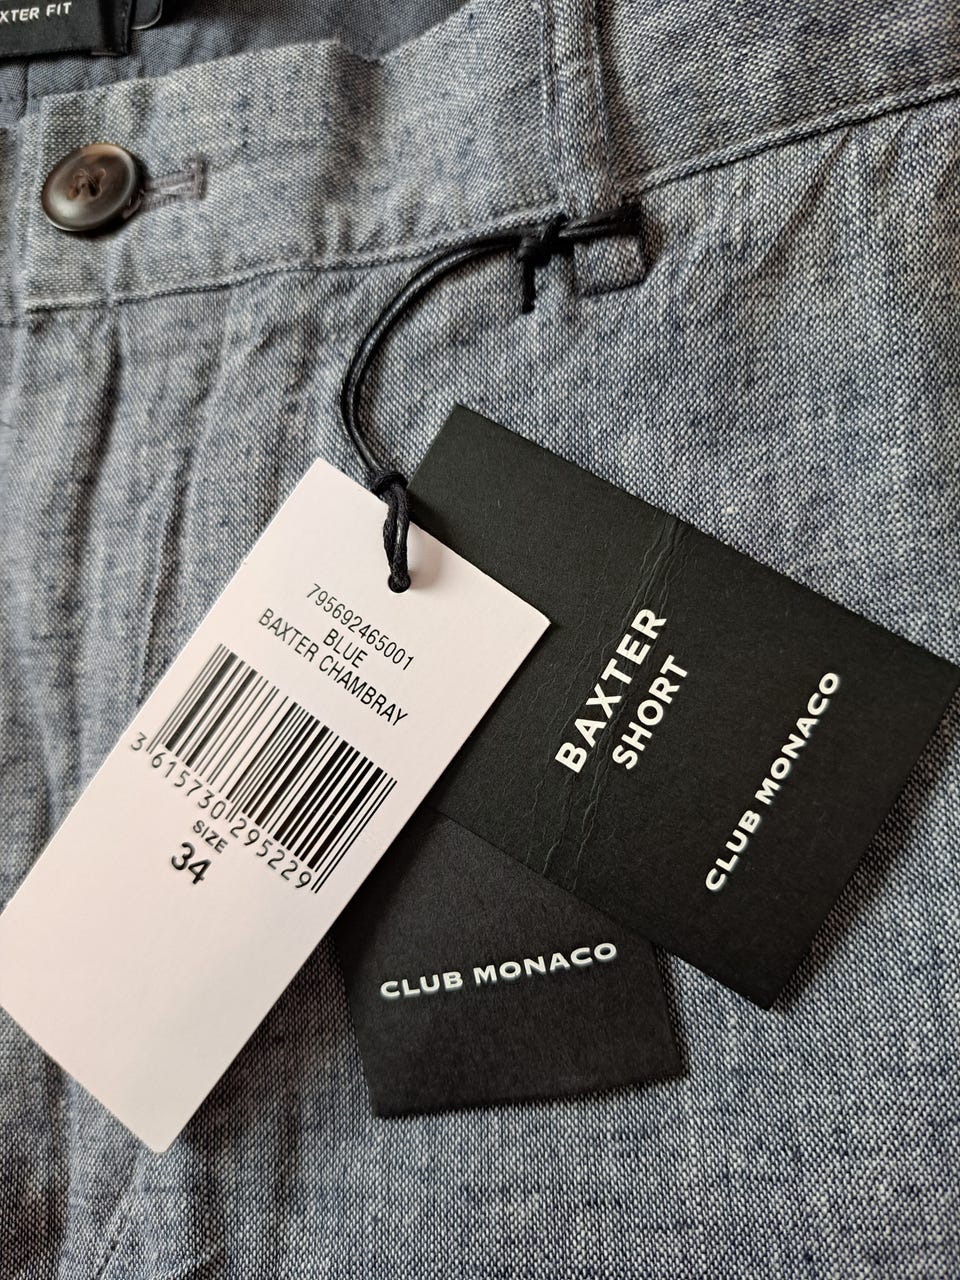 XTER FIT
795692465001
BLUE
BAXTER CHAMBRAY
3 615730 295229
SIZE
34
BAXTER
SHORT
CLUB MONACO
CLUB MONACO